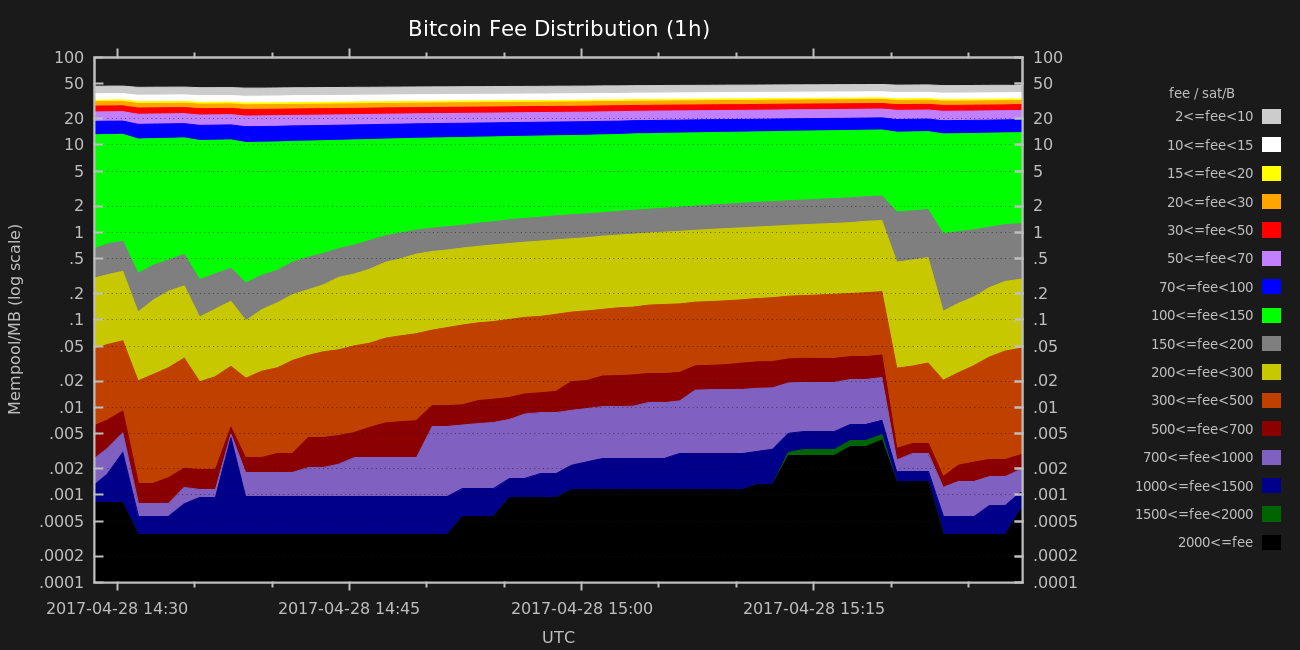 Bitcoin Fee Distribution (1h)
Mempool/MB (log scale)
100
50
20
10
5
2
1
.5
.2
.1
.05
.02
.01
.005
.002
.001
.0005
.0002
.0001
100
50
20
10
5
2
1
.5
.2
.1
.05
.02
.01
.005
.002
.001
.0005
.0002
.0001
2017-04-28 14:30 2017-04-28 14:45 2017-04-28 15:00 2017-04-28 15:15
UTC
fee / sat/B
2<=fee<10
10<=fee<15
15<=fee<20
20<=fee<30
30<=fee<50
50<=fee<70
70<=fee<100
100<=fee<150
150<=fee<200
200<=fee<300
300<=fee<500
500<=fee<700
700<=fee<1000
1000<=fee<1500
1500<=fee<2000
2000<=fee